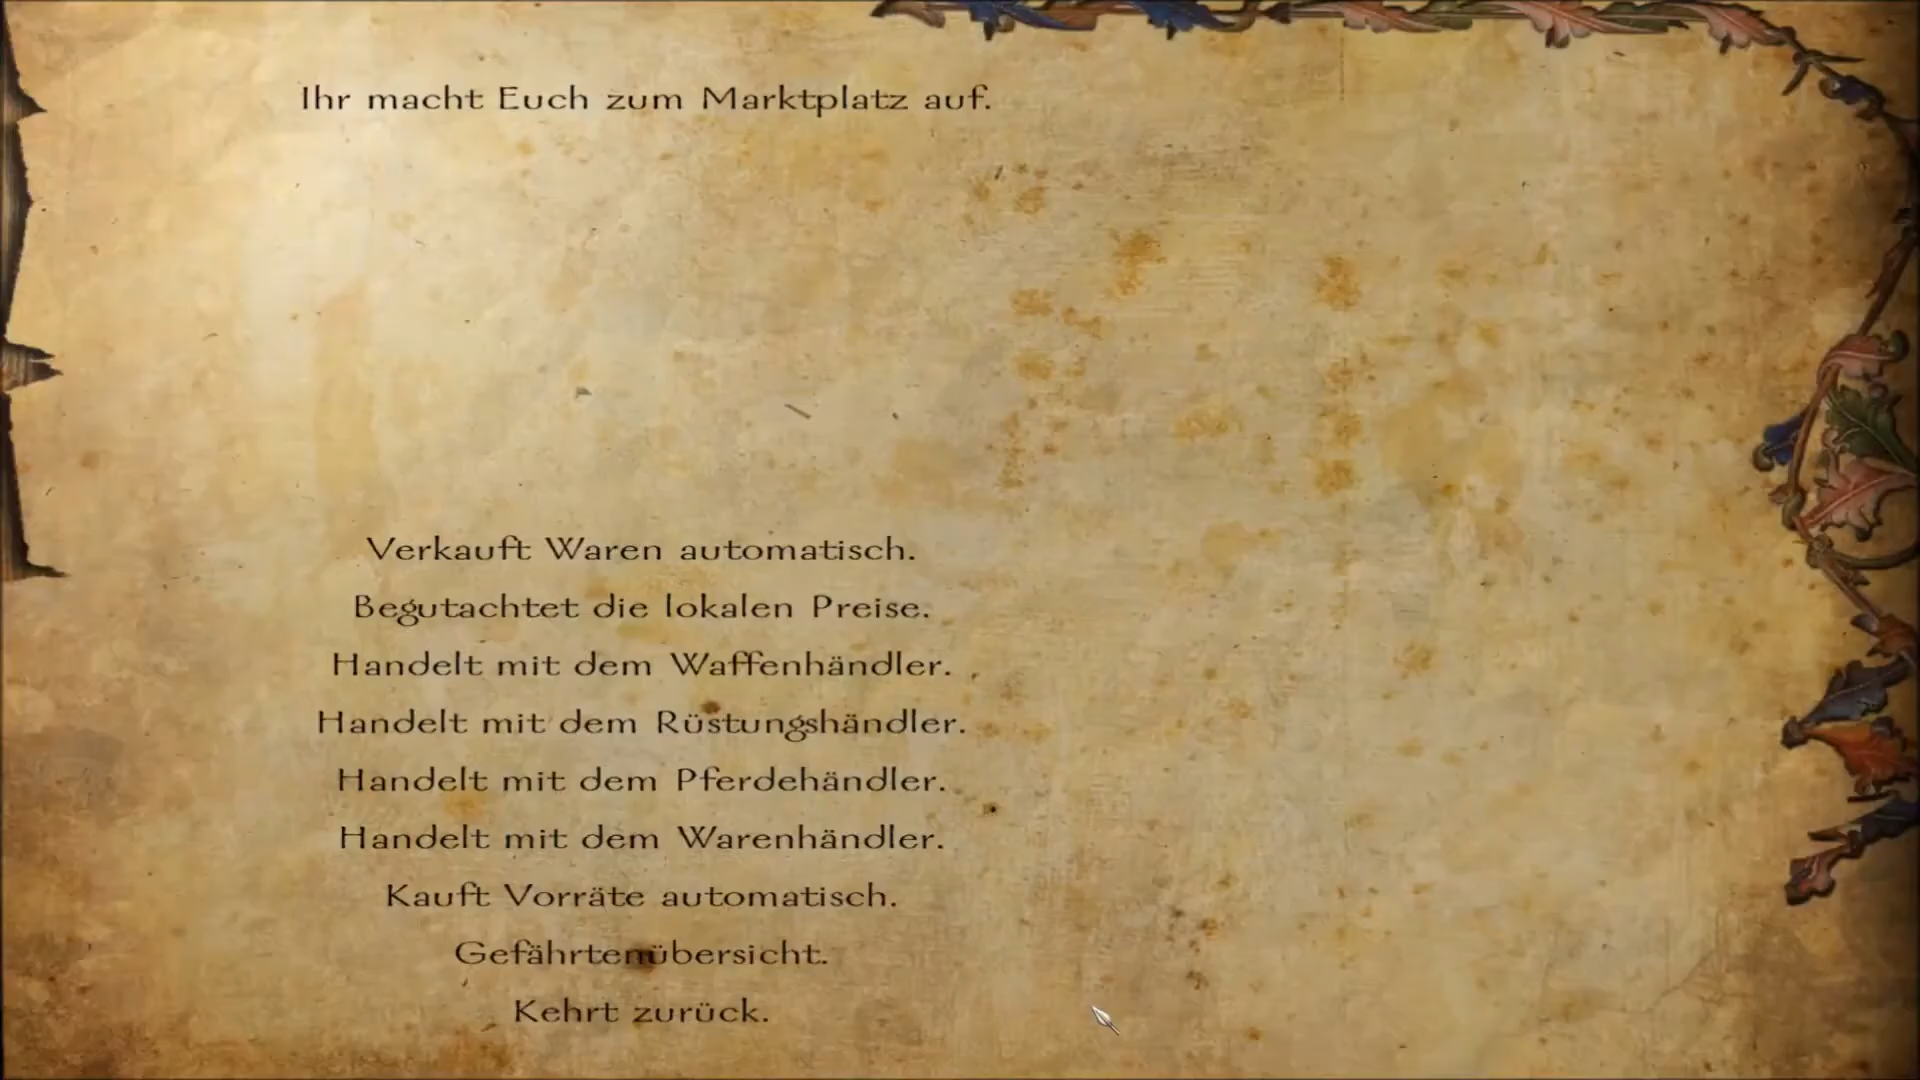 Ihr macht Euch zum Marktplatz auf.
Verkauft Waren automatisch.
Begutachtet die lokalen Preise.
Handelt mit dem Waffenhändler.
Handelt mit dem Rüstungshändler.
Handelt mit dem Pferdehändler.
Handelt mit dem Warenhändler.
Kauft Vorräte automatisch.
Gefährtenübersicht.
Kehrt zurück.